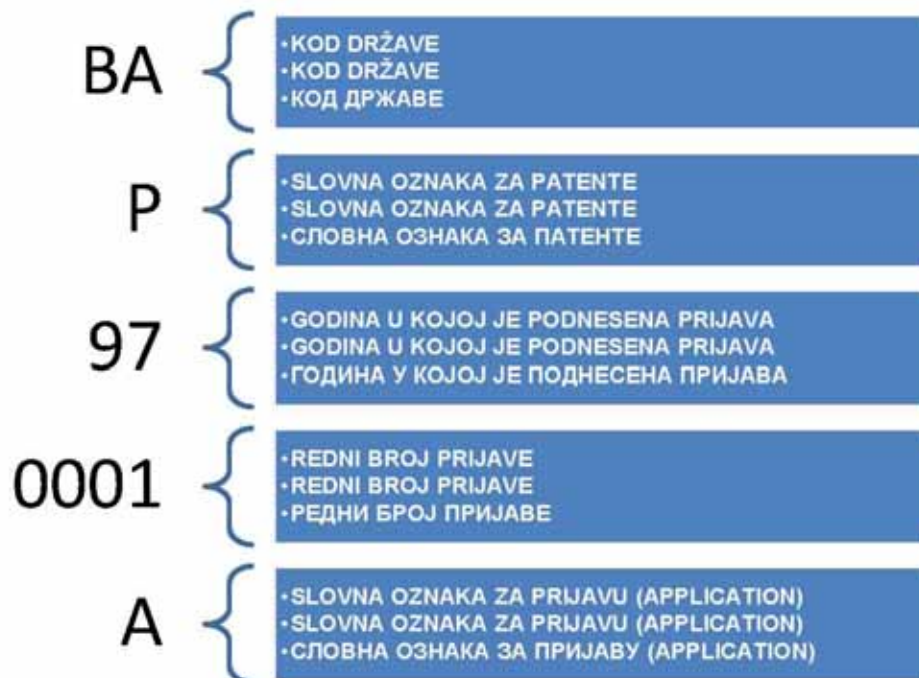 BA
•KOD DRŽAVE
•KOD DRŽAVE
•КОД ДРЖАВЕ
P
•SLOVNA OZNAKA ZA PATENTE
•SLOVNA OZNAKA ZA PATENTE
•СЛОВНА ОЗНАКА ЗА ПАТЕНТЕ
97
•GODINA U KOJOJ JE PODNESENA PRIJAVA
•GODINA U KOJOJ JE PODNESENA PRIJAVA
•ГОДИНА У КОЈОЈ ЈЕ ПОДНЕСЕНА ПРИЈАВА
0001
•REDNI BROJ PRIJAVE
•REDNI BROJ PRIJAVE
•РЕДНИ БРОЈ ПРИЈАВЕ
A
•SLOVNA OZNAKA ZA PRIJAVU (APPLICATION)
•SLOVNA OZNAKA ZA PRIJAVU (APPLICATION)
•СЛОВНА ОЗНАКА ЗА ПРИЈАВУ (APPLICATION)